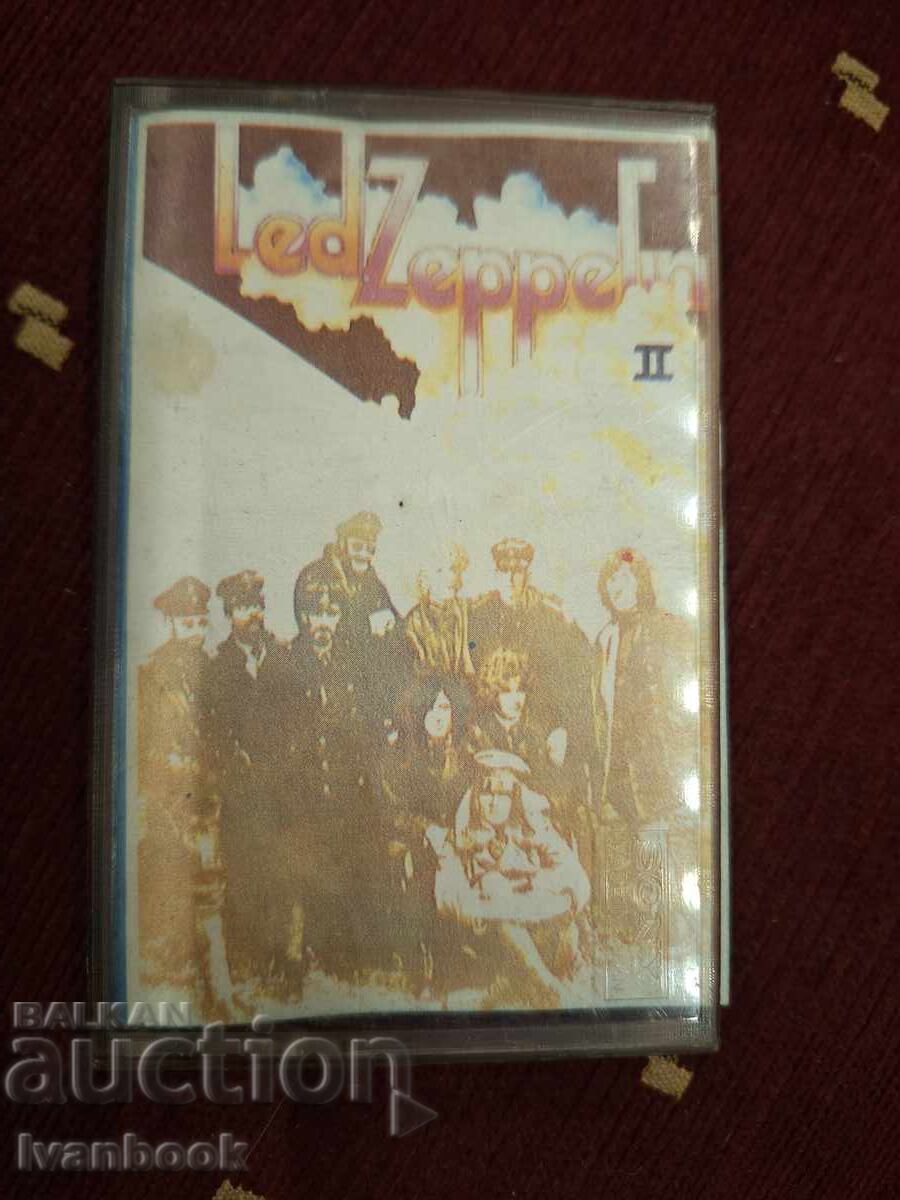 Led Zeppelin
II
SONY
BALKAN
auction
Ivanbook